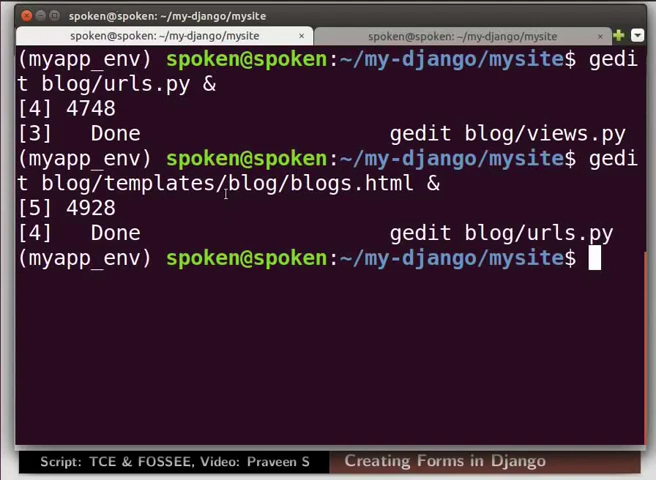 spoken@spoken: ~/my-django/mysite
spoken@spoken: ~/my-django/mysite × spoken@spoken: ~/my-django/mysite ×
(myapp_env) spoken@spoken:~/my-django/mysite$ gedi
t blog/urls.py &
[4] 4748
[3]   Done                    gedit blog/views.py
(myapp_env) spoken@spoken:~/my-django/mysite$ gedi
t blog/templates/blog/blogs.html &
[5] 4928
[4]   Done                    gedit blog/urls.py
(myapp_env) spoken@spoken:~/my-django/mysite$
Script: TCE & FOSSEE, Video: Praveen S Creating Forms in Django